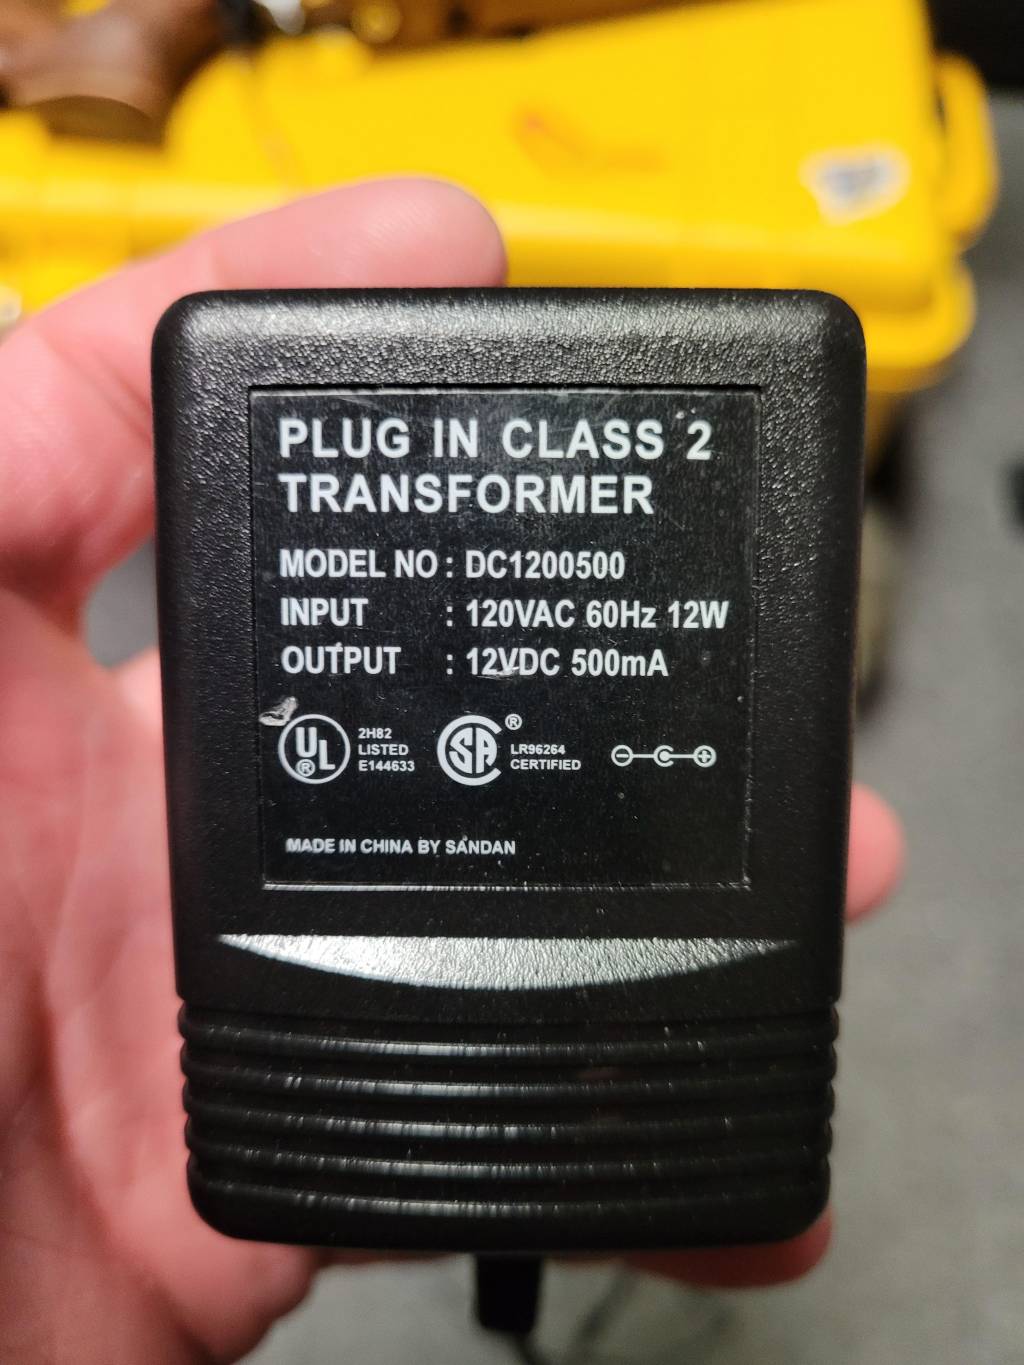 PLUG IN CLASS 2
TRANSFORMER
MODEL NO : DC1200500
INPUT : 120VAC 60Hz 12W
OUTPUT : 12VDC 500mA
UL ®
2H82
LISTED
E144633
SA ®
LR96264
CERTIFIED
MADE IN CHINA BY SANDAN